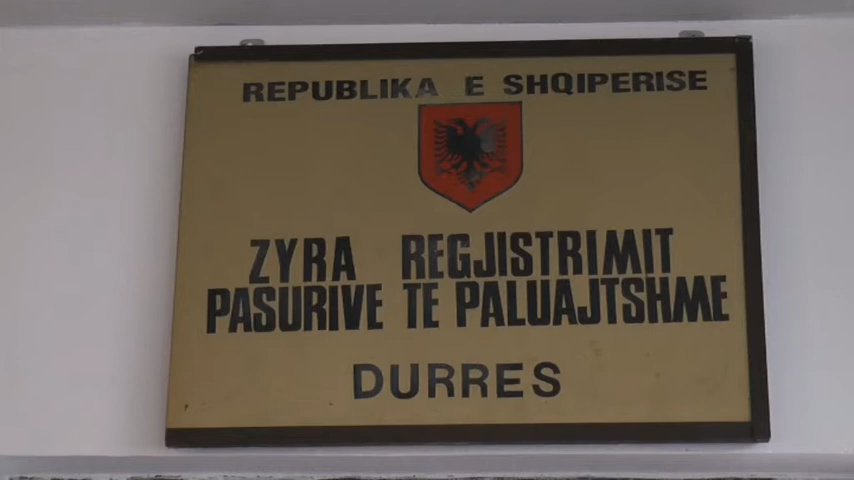 REPUBLIKA E SHQIPERISE
ZYRA REGJISTRIMIT
PASURIVE TE PALUAJTSHME
DURRES